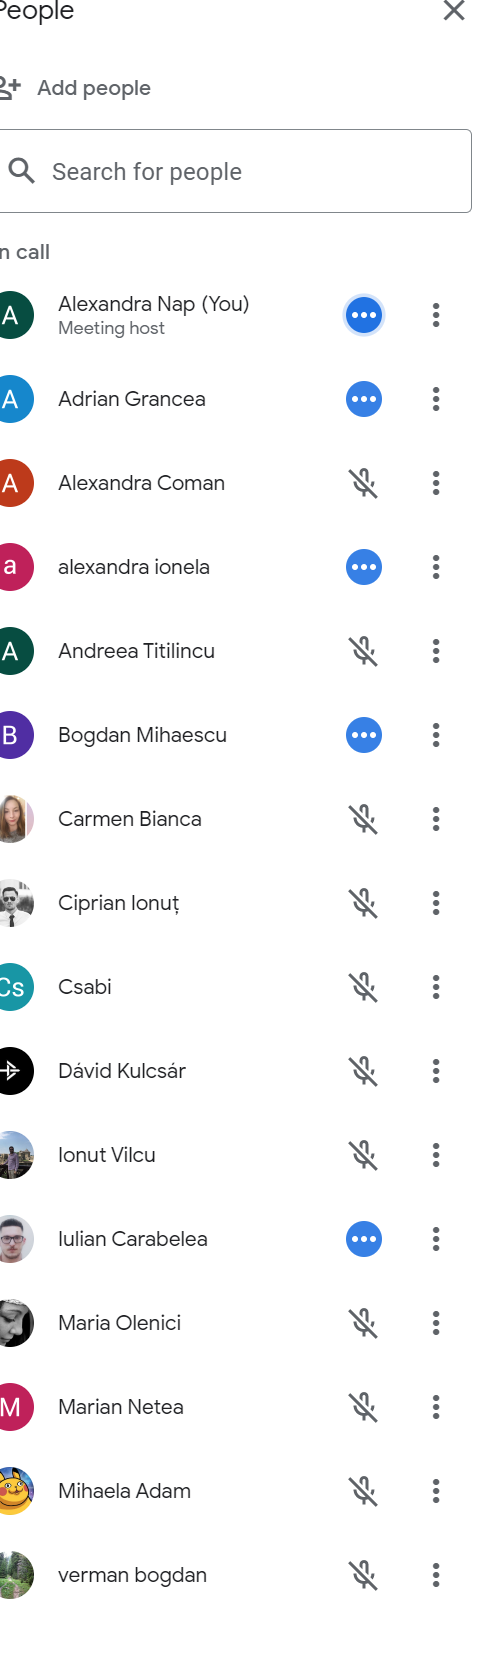 People
Add people
Search for people
In call
A
Alexandra Nap (You)
Meeting host
A
Adrian Grancea
A
Alexandra Coman
a
alexandra ionela
A
Andreea Titilincu
B
Bogdan Mihaescu
Carmen Bianca
Ciprian Ionuț
Cs
Csabi
Dávid Kulcsár
Ionut Vilcu
Iulian Carabelea
Maria Olenici
M
Marian Netea
Mihaela Adam
verman bogdan